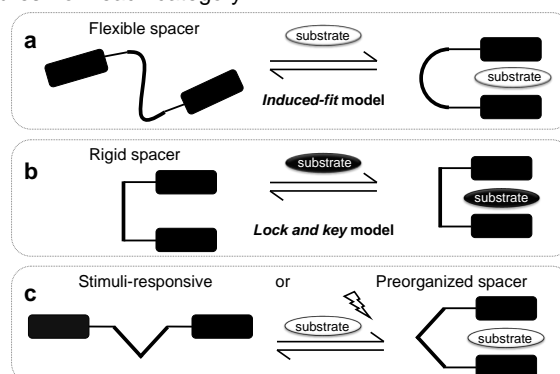 a
Flexible spacer
substrate
substrate
Induced-fit model
b
Rigid spacer
substrate
substrate
Lock and key model
c
Stimuli-responsive or Preorganized spacer
substrate
substrate